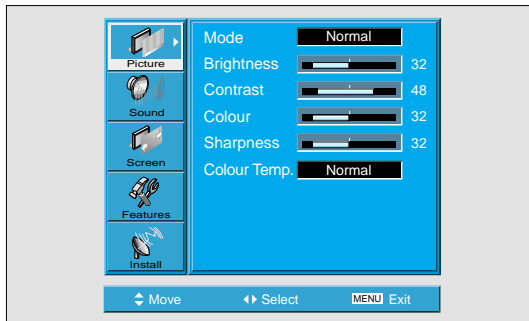 Picture
Sound
Screen
Features
Install
Mode Normal
Brightness 32
Contrast 48
Colour 32
Sharpness 32
Colour Temp. Normal
Move Select MENU Exit